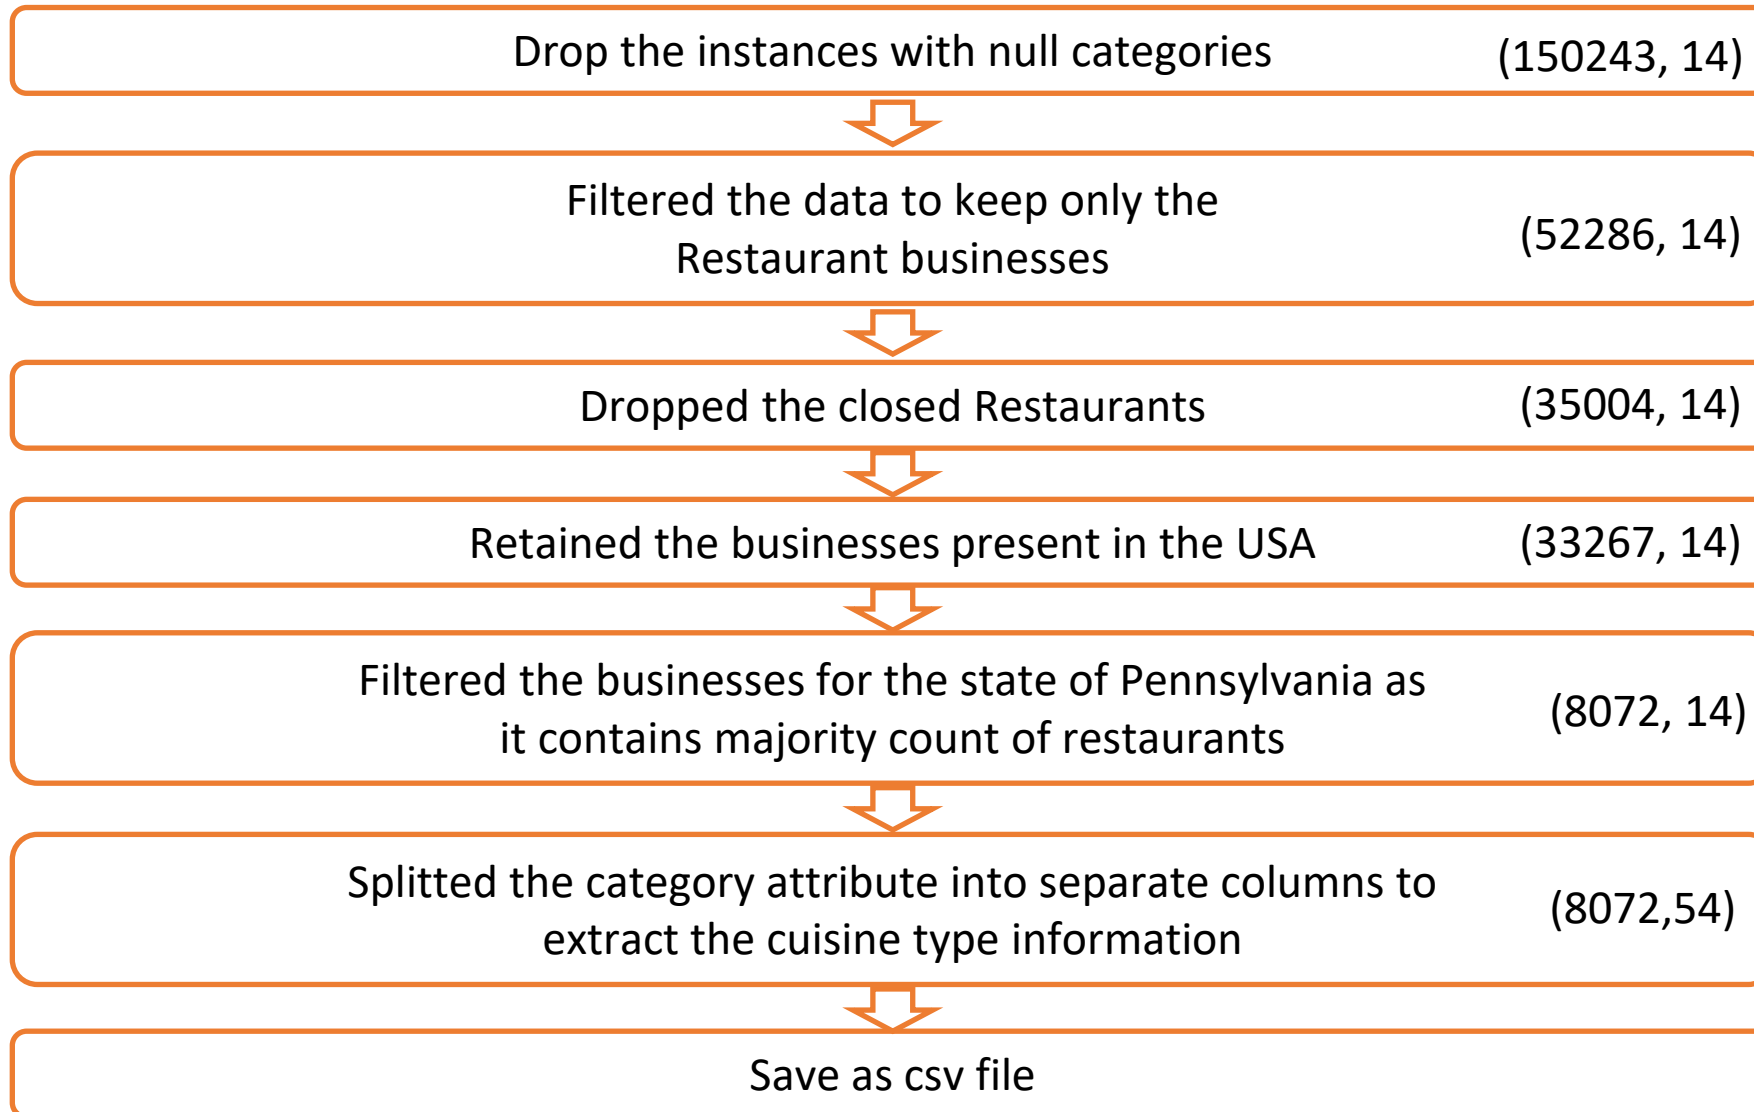 Drop the instances with null categories (150243, 14)
Filtered the data to keep only the
Restaurant businesses
(52286, 14)
Dropped the closed Restaurants (35004, 14)
Retained the businesses present in the USA (33267, 14)
Filtered the businesses for the state of Pennsylvania as
it contains majority count of restaurants
(8072, 14)
Splitted the category attribute into separate columns to
extract the cuisine type information
(8072,54)
Save as csv file